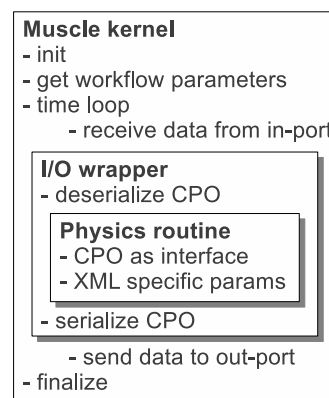 Muscle kernel
- init
- get workflow parameters
- time loop
- receive data from in-port
I/O wrapper
- deserialize CPO
Physics routine
- CPO as interface
- XML specific params
- serialize CPO
- send data to out-port
- finalize